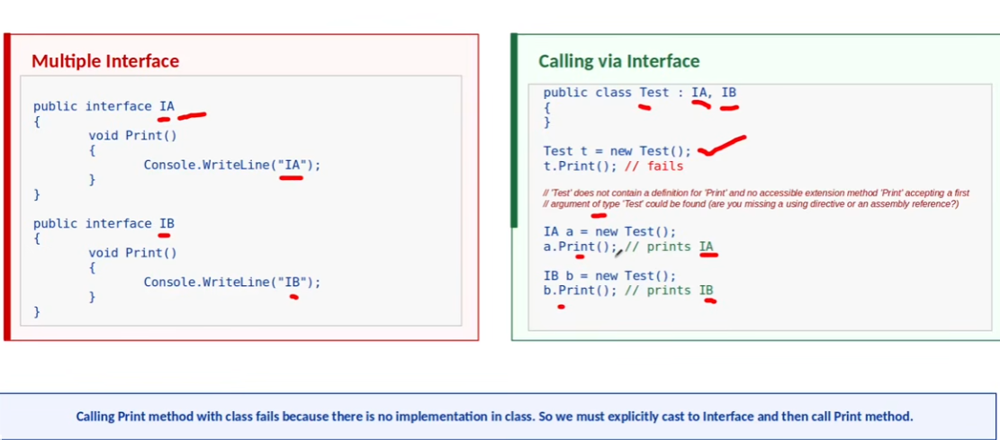 Multiple Interface
public interface IA
{
void Print()
{
Console.WriteLine("IA");
}
}
public interface IB
{
void Print()
{
Console.WriteLine("IB");
}
}
Calling via Interface
public class Test : IA, IB
{
}
Test t = new Test();
t.Print(); // fails
// 'Test' does not contain a definition for 'Print' and no accessible extension method 'Print' accepting a first
// argument of type 'Test' could be found (are you missing a using directive or an assembly reference?)
IA a = new Test();
a.Print(); // prints IA
IB b = new Test();
b.Print(); // prints IB
Calling Print method with class fails because there is no implementation in class. So we must explicitly cast to Interface and then call Print method.